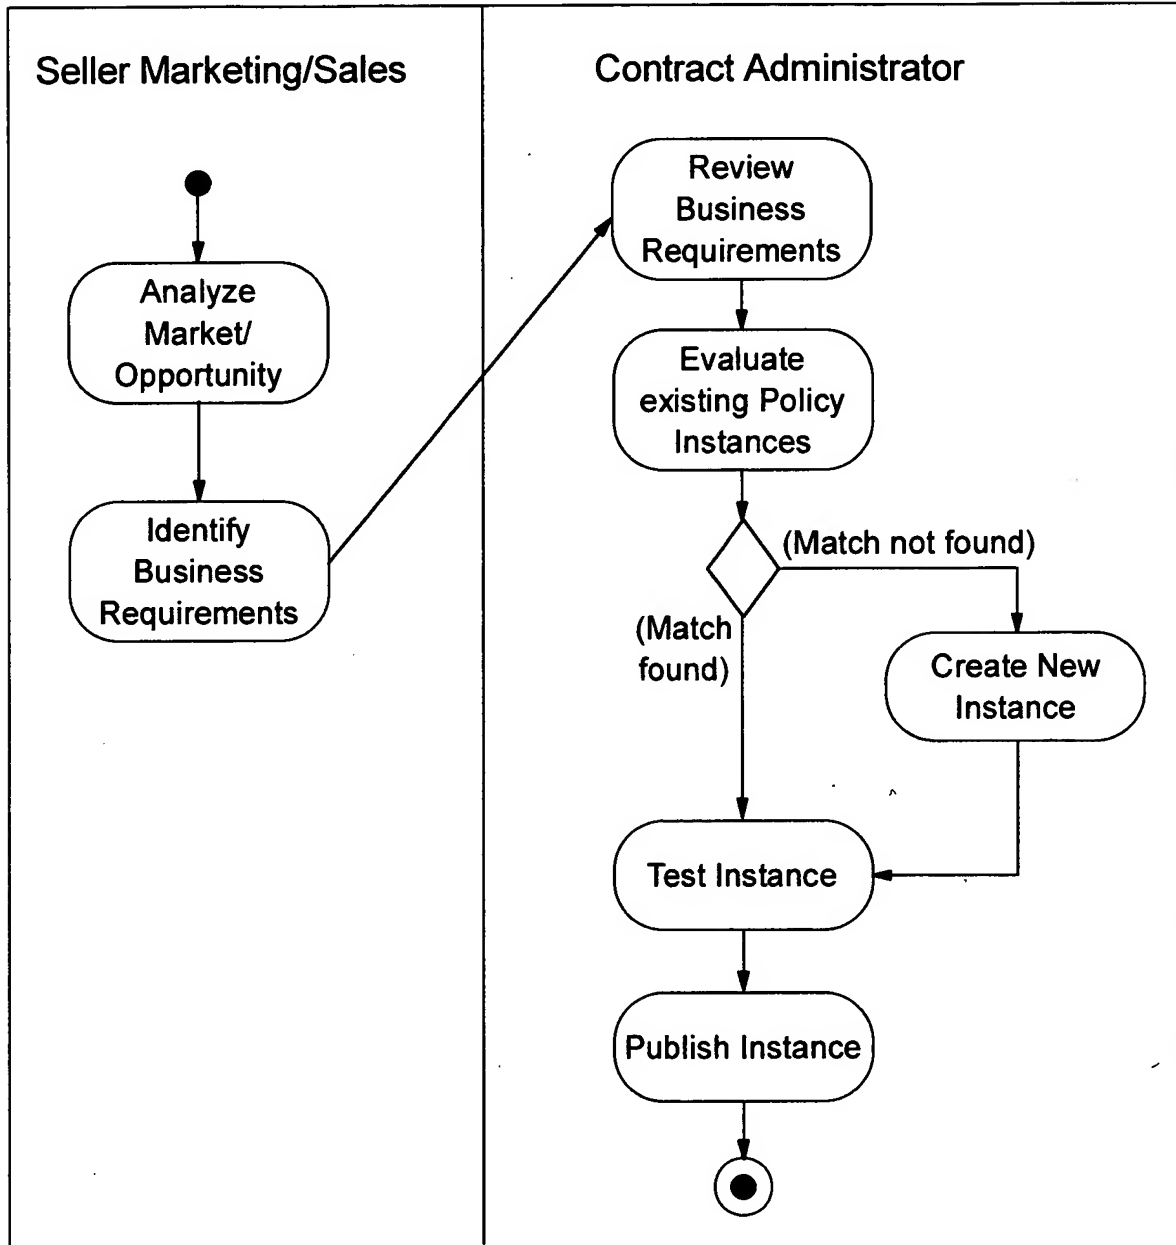 Seller Marketing/Sales
Contract Administrator
Analyze
Market/
Opportunity
Identify
Business
Requirements
Review
Business
Requirements
Evaluate
existing Policy
Instances
(Match not found)
(Match
found)
Create New
Instance
Test Instance
Publish Instance